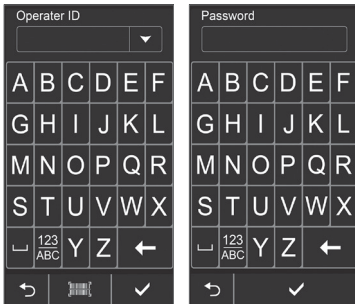 Operater ID
A B C D E F
G H I J K L
M N O P Q R
S T U V W X
123
ABC Y Z
Password
A B C D E F
G H I J K L
M N O P Q R
S T U V W X
123
ABC Y Z